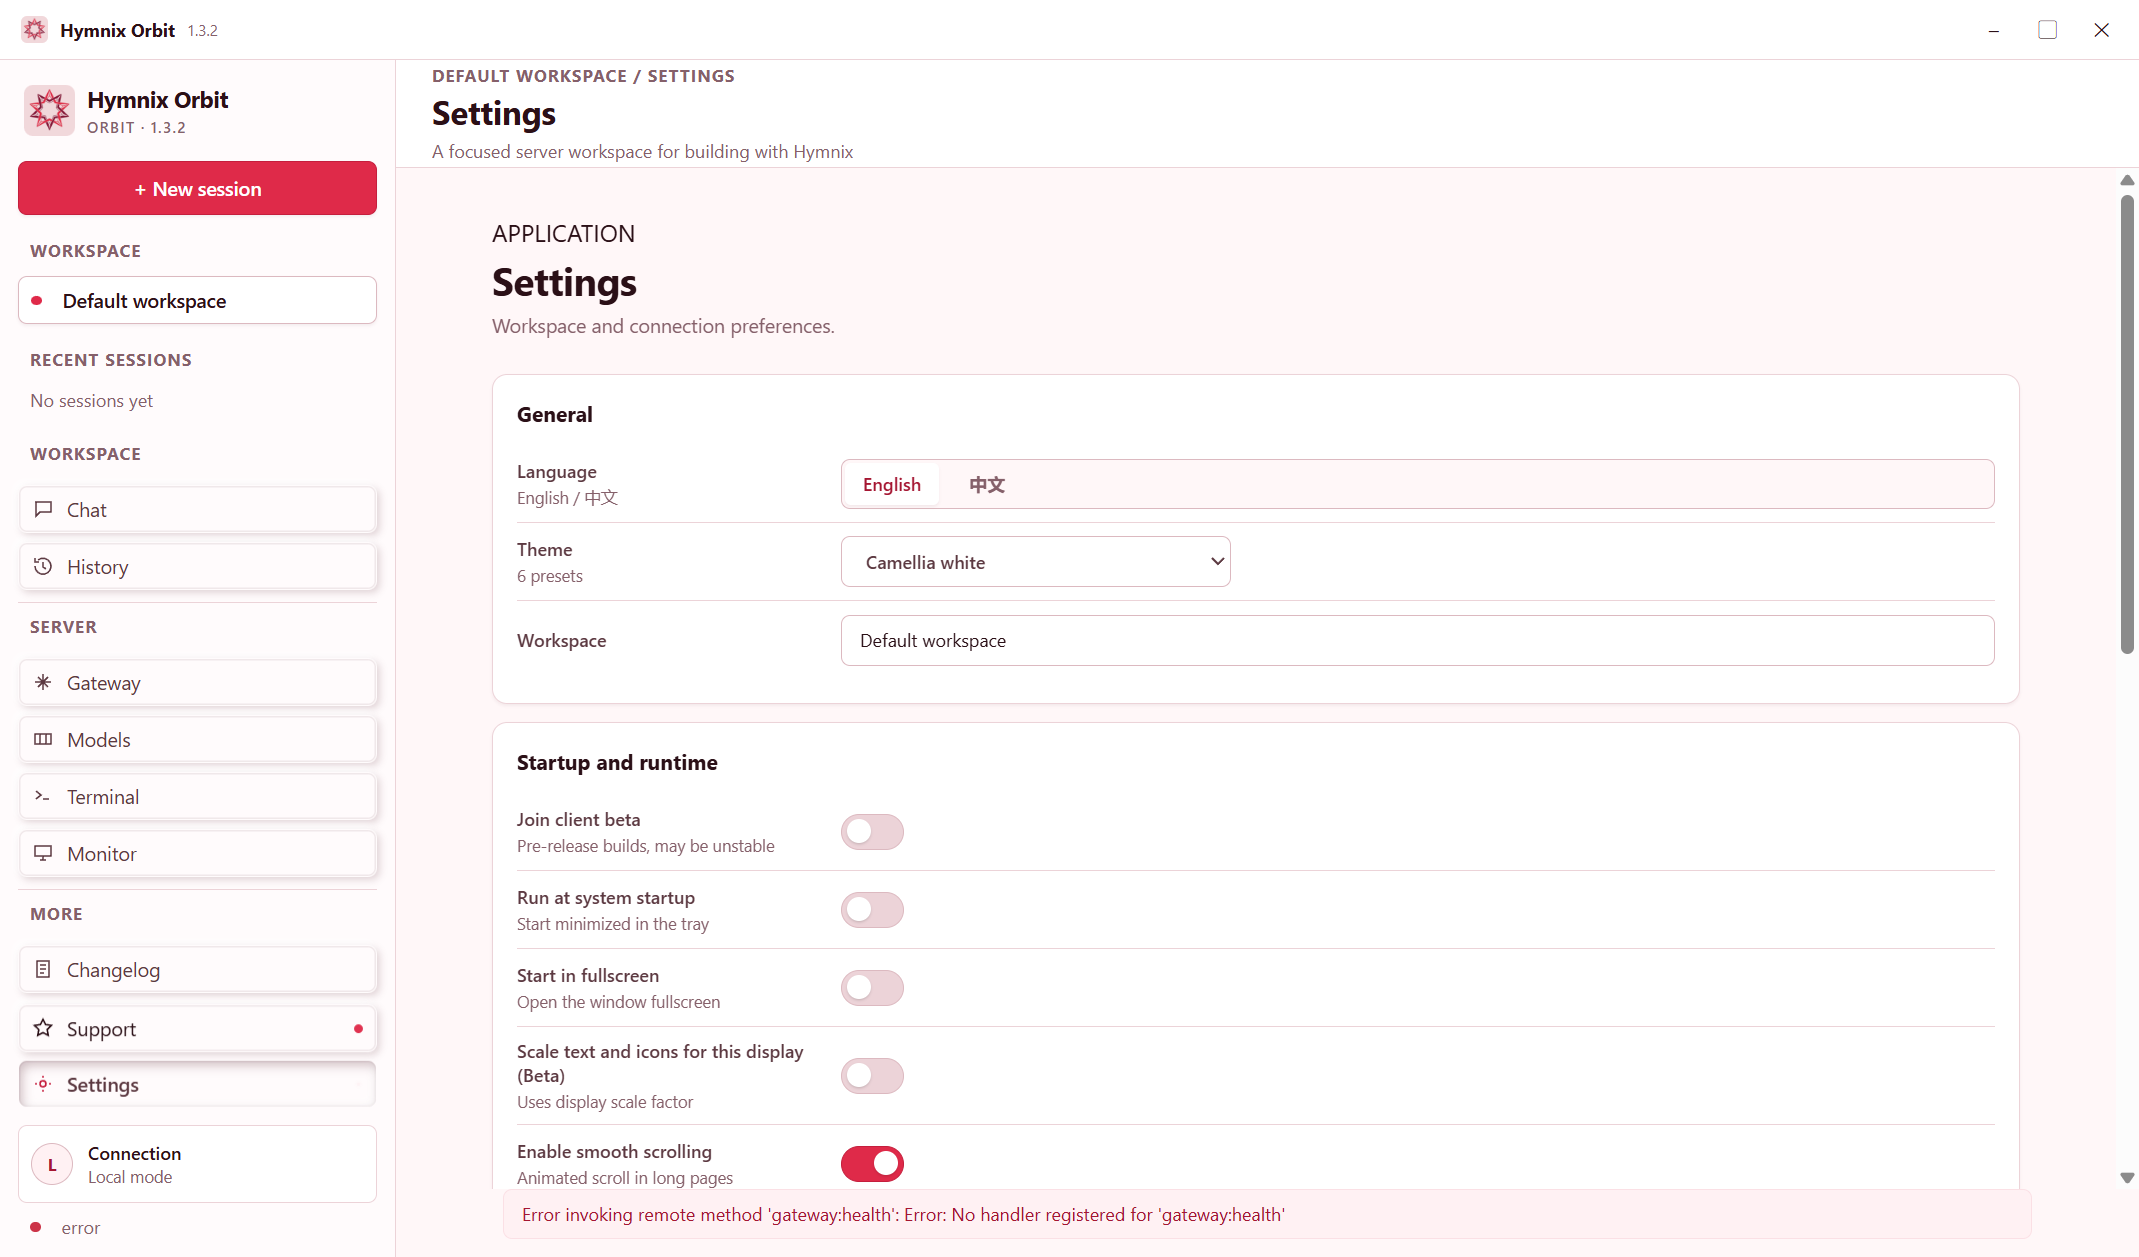 Hymnix Orbit 1.3.2
Hymnix Orbit
ORBIT · 1.3.2
+ New session
WORKSPACE
Default workspace
RECENT SESSIONS
No sessions yet
WORKSPACE
Chat
History
SERVER
Gateway
Models
Terminal
Monitor
MORE
Changelog
Support
Settings
L
Connection
Local mode
error
DEFAULT WORKSPACE / SETTINGS
Settings
A focused server workspace for building with Hymnix
APPLICATION
Settings
Workspace and connection preferences.
General
Language
English / 中文
English 中文
Theme
6 presets
Camellia white
Workspace
Default workspace
Startup and runtime
Join client beta
Pre-release builds, may be unstable
Run at system startup
Start minimized in the tray
Start in fullscreen
Open the window fullscreen
Scale text and icons for this display
(Beta)
Uses display scale factor
Enable smooth scrolling
Animated scroll in long pages
Error invoking remote method 'gateway:health': Error: No handler registered for 'gateway:health'